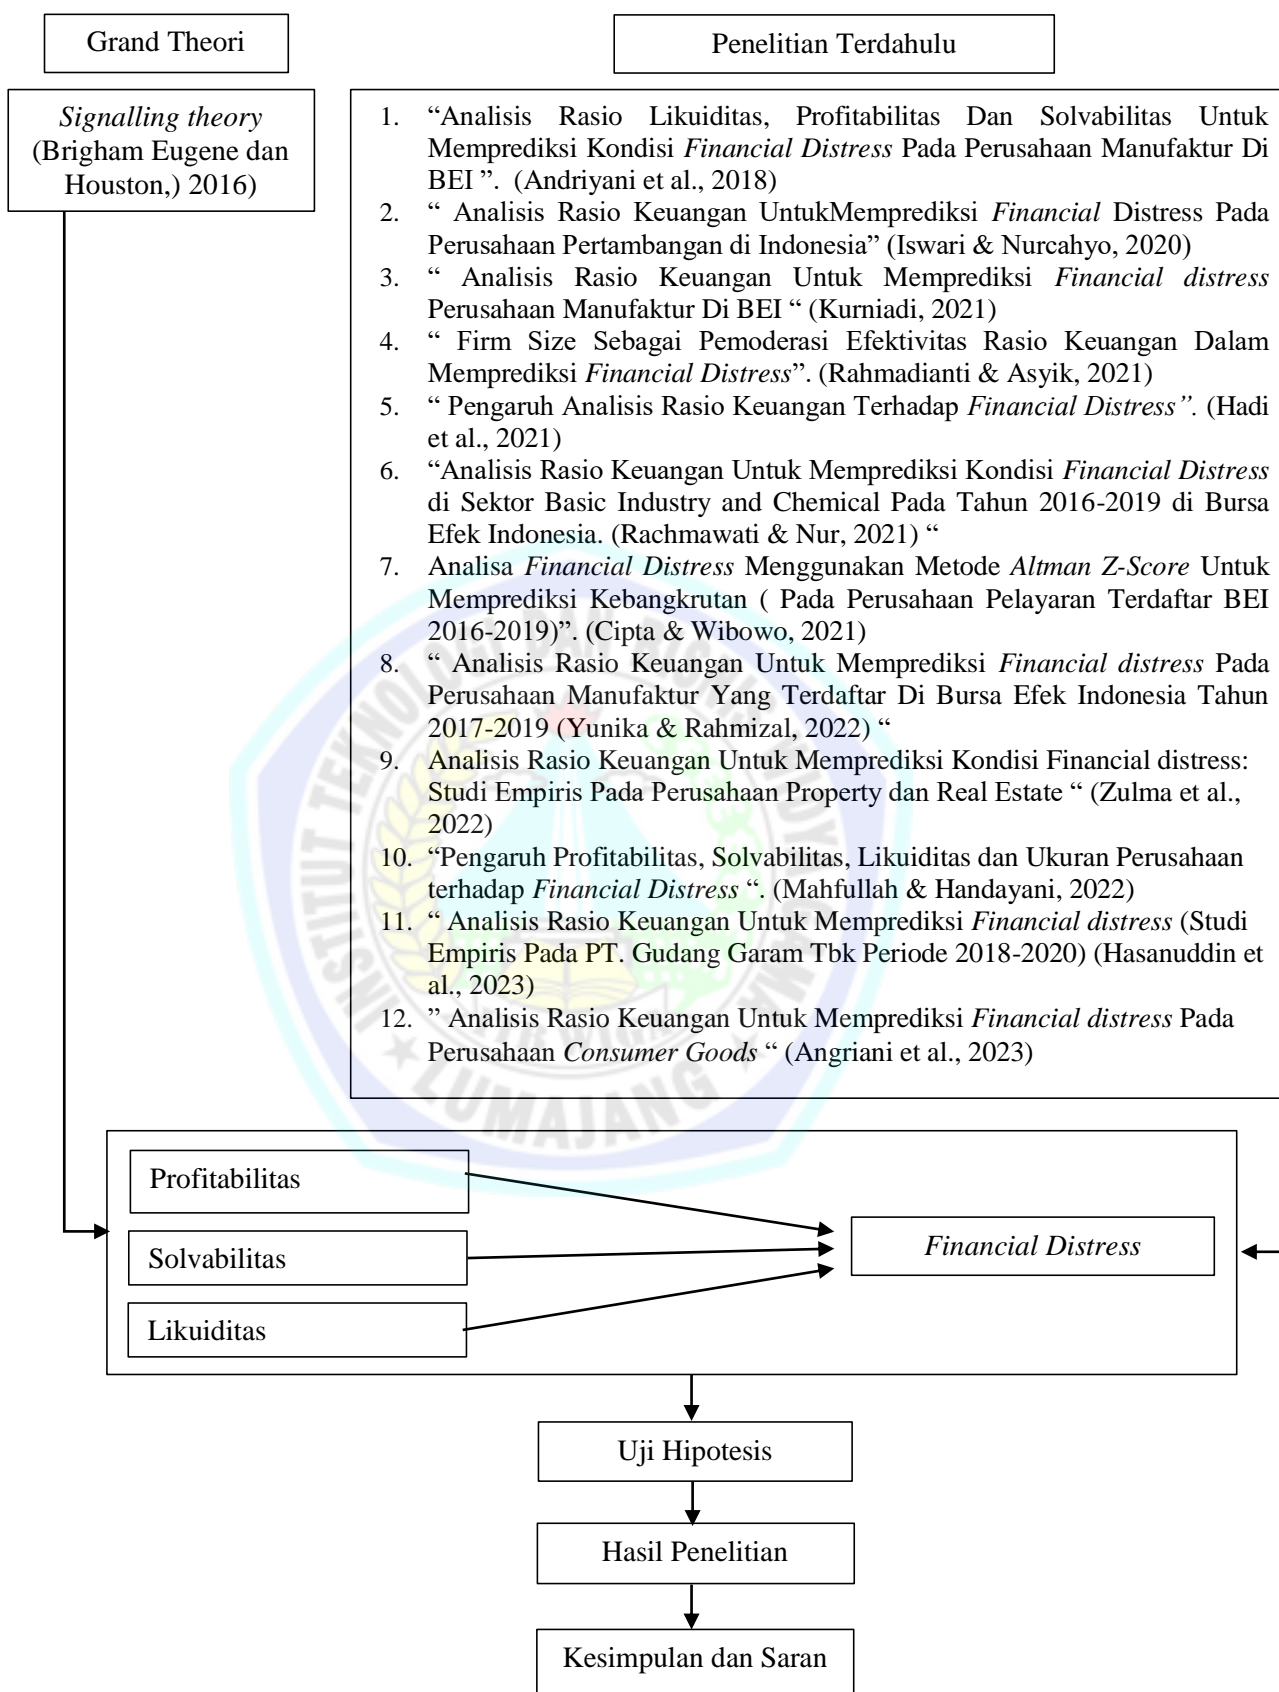 Grand Theori
Penelitian Terdahulu
Signalling theory
(Brigham Eugene dan
Houston,) 2016)
1. “Analisis Rasio Likuiditas, Profitabilitas Dan Solvabilitas Untuk
Memprediksi Kondisi Financial Distress Pada Perusahaan Manufaktur Di
BEI ”. (Andriyani et al., 2018)
2. “ Analisis Rasio Keuangan UntukMemprediksi Financial Distress Pada
Perusahaan Pertambangan di Indonesia” (Iswari & Nurcahyo, 2020)
3. “ Analisis Rasio Keuangan Untuk Memprediksi Financial distress
Perusahaan Manufaktur Di BEI “ (Kurniadi, 2021)
4. “ Firm Size Sebagai Pemoderasi Efektivitas Rasio Keuangan Dalam
Memprediksi Financial Distress”. (Rahmadianti & Asyik, 2021)
5. “ Pengaruh Analisis Rasio Keuangan Terhadap Financial Distress”. (Hadi
et al., 2021)
6. “Analisis Rasio Keuangan Untuk Memprediksi Kondisi Financial Distress
di Sektor Basic Industry and Chemical Pada Tahun 2016-2019 di Bursa
Efek Indonesia. (Rachmawati & Nur, 2021) “
7. Analisa Financial Distress Menggunakan Metode Altman Z-Score Untuk
Memprediksi Kebangkrutan ( Pada Perusahaan Pelayaran Terdaftar BEI
2016-2019)”. (Cipta & Wibowo, 2021)
8. “ Analisis Rasio Keuangan Untuk Memprediksi Financial distress Pada
Perusahaan Manufaktur Yang Terdaftar Di Bursa Efek Indonesia Tahun
2017-2019 (Yunika & Rahmizal, 2022) “
9. Analisis Rasio Keuangan Untuk Memprediksi Kondisi Financial distress:
Studi Empiris Pada Perusahaan Property dan Real Estate “ (Zulma et al.,
2022)
10. “Pengaruh Profitabilitas, Solvabilitas, Likuiditas dan Ukuran Perusahaan
terhadap Financial Distress “. (Mahfullah & Handayani, 2022)
11. “ Analisis Rasio Keuangan Untuk Memprediksi Financial distress (Studi
Empiris Pada PT. Gudang Garam Tbk Periode 2018-2020) (Hasanuddin et
al., 2023)
12. ” Analisis Rasio Keuangan Untuk Memprediksi Financial distress Pada
Perusahaan Consumer Goods “ (Angriani et al., 2023)
INSTITUT TEKNOLOGI DAN BISNIS WIDYA GAMA
LUMAJANG
Profitabilitas
Solvabilitas
Likuiditas
Financial Distress
Uji Hipotesis
Hasil Penelitian
Kesimpulan dan Saran